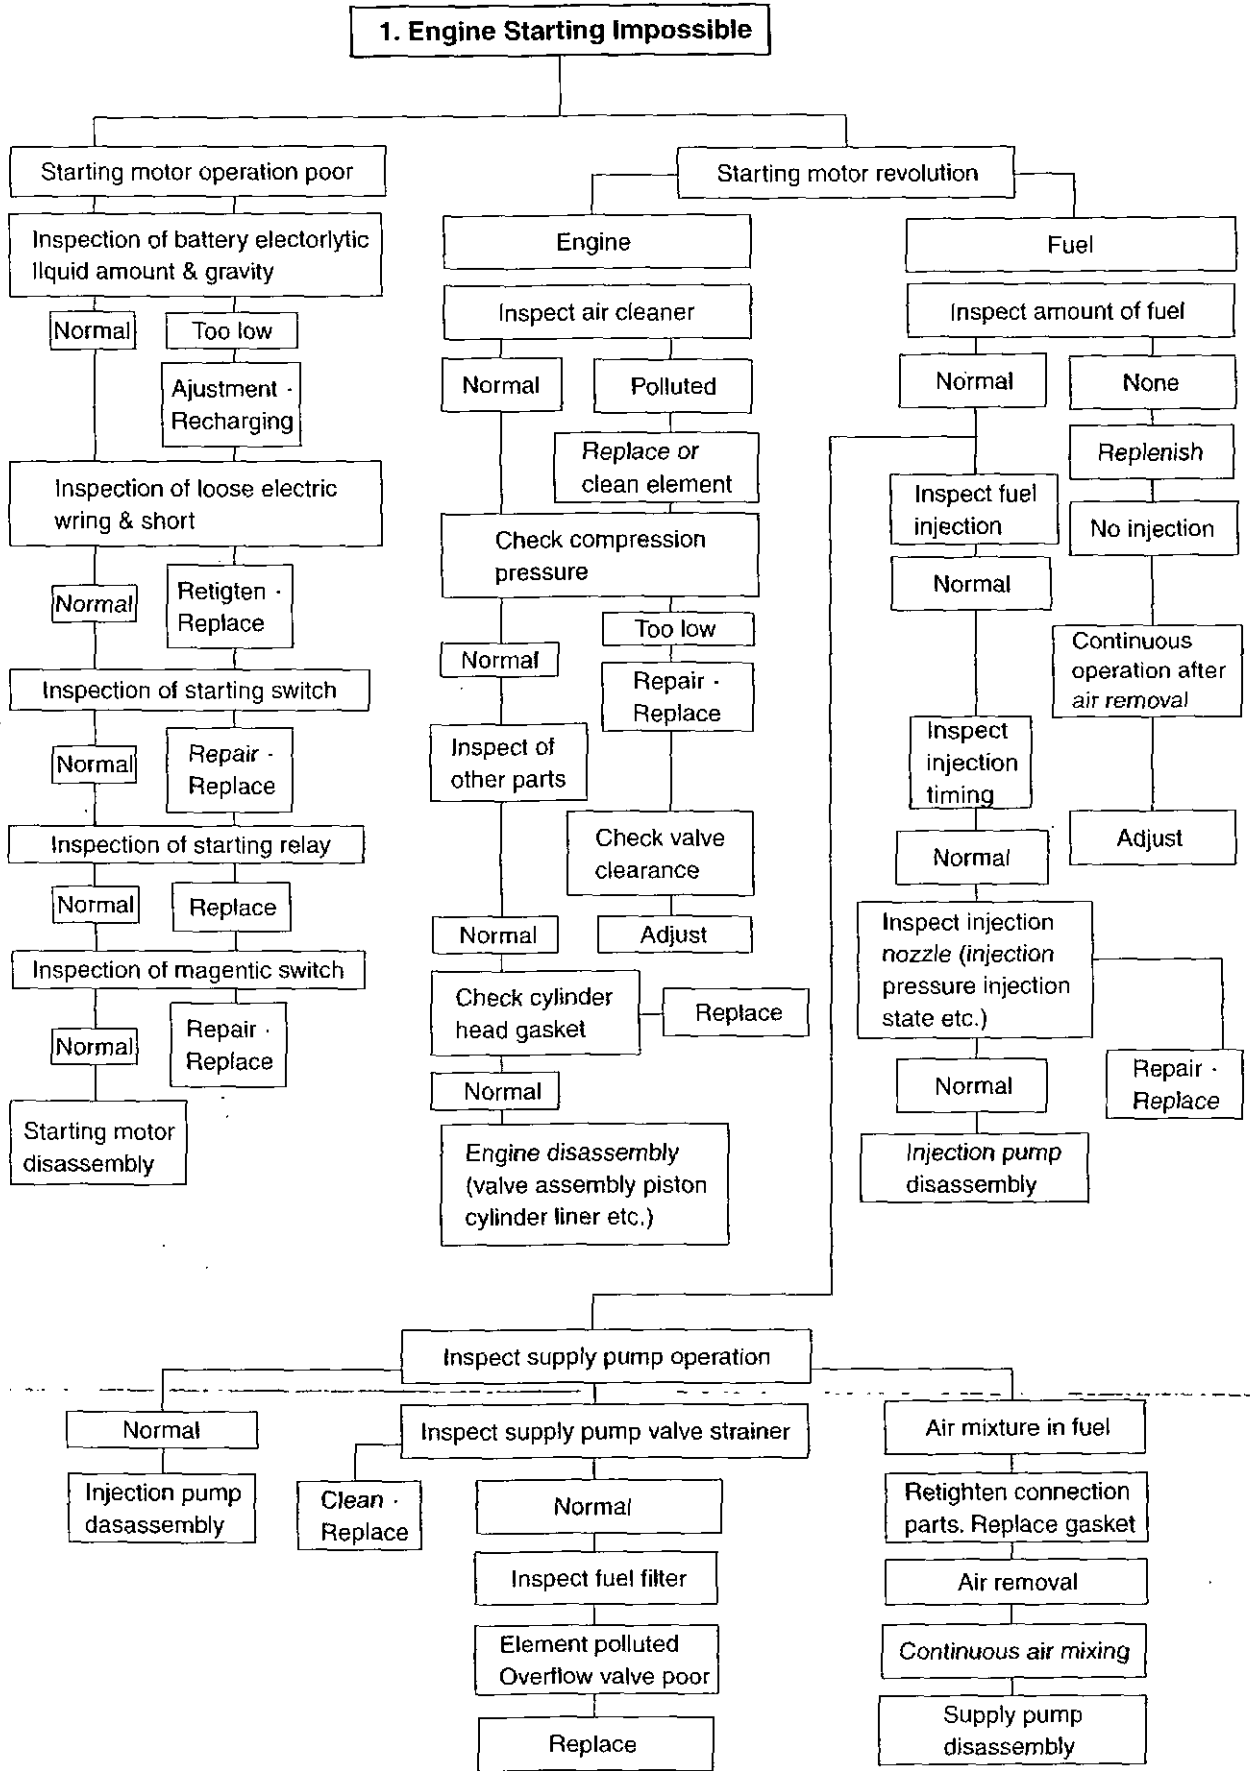 1. Engine Starting Impossible
Starting motor operation poor
Inspection of battery electorlytic
liquid amount & gravity
Normal
Too low
Ajustment ·
Recharging
Inspection of loose electric
wring & short
Normal
Retigten ·
Replace
Inspection of starting switch
Normal
Repair ·
Replace
Inspection of starting relay
Normal
Replace
Inspection of magentic switch
Normal
Repair ·
Replace
Starting motor
disassembly
Starting motor revolution
Engine
Inspect air cleaner
Normal
Polluted
Replace or
clean element
Check compression
pressure
Normal
Too low
Repair ·
Replace
Inspect of
other parts
Check valve
clearance
Normal
Adjust
Check cylinder
head gasket
Replace
Normal
Engine disassembly
(valve assembly piston
cylinder liner etc.)
Fuel
Inspect amount of fuel
Normal
None
Replenish
Inspect fuel
injection
No injection
Normal
Continuous
operation after
air removal
Inspect
injection
timing
Adjust
Normal
Inspect injection
nozzle (injection
pressure injection
state etc.)
Normal
Repair ·
Replace
Injection pump
disassembly
Inspect supply pump operation
Normal
Injection pump
dasassembly
Inspect supply pump valve strainer
Clean ·
Replace
Normal
Inspect fuel filter
Element polluted
Overflow valve poor
Replace
Air mixture in fuel
Retighten connection
parts. Replace gasket
Air removal
Continuous air mixing
Supply pump
disassembly